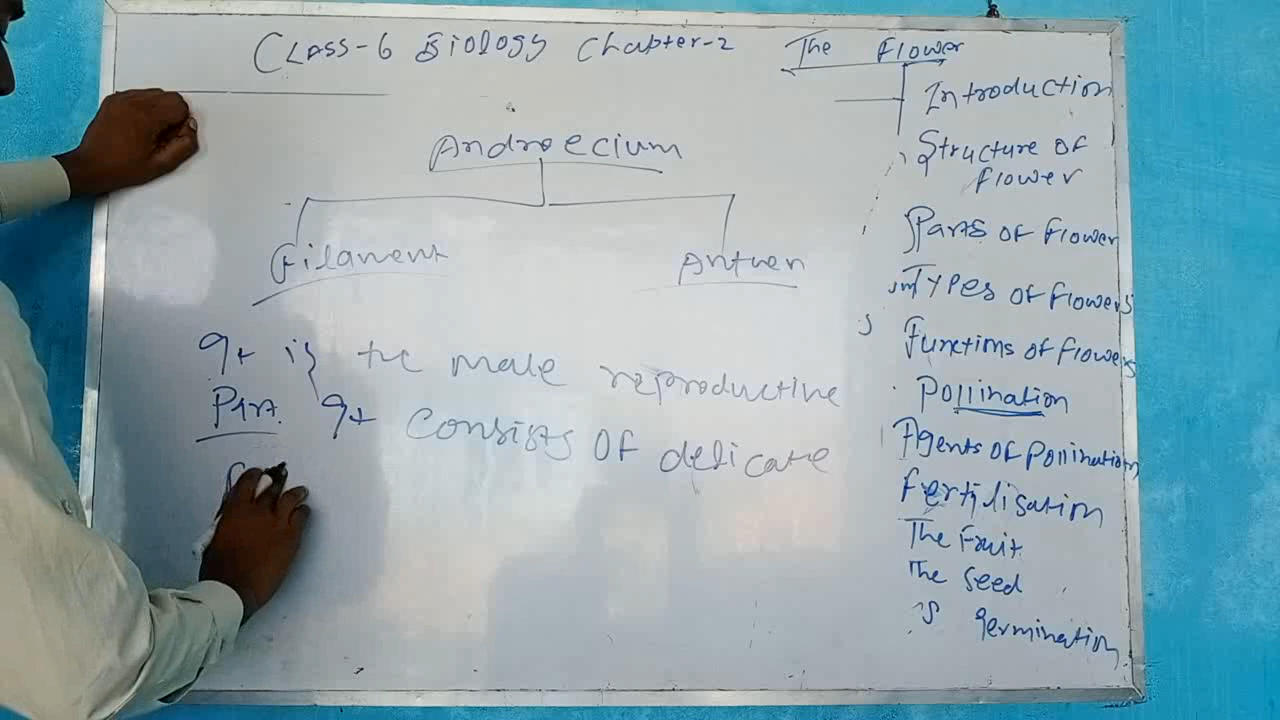 CLASS-6 Biology Chapter-2 The Flower
Androecium
Filament
Anther
It is the male reproductive
Part. It consists of delicate
Introduction
Structure of
flower
Parts of flower
Types of flowers
Functions of flowers
Pollination
Agents of Pollination
Fertilisation
The Fruit
The Seed
Germination